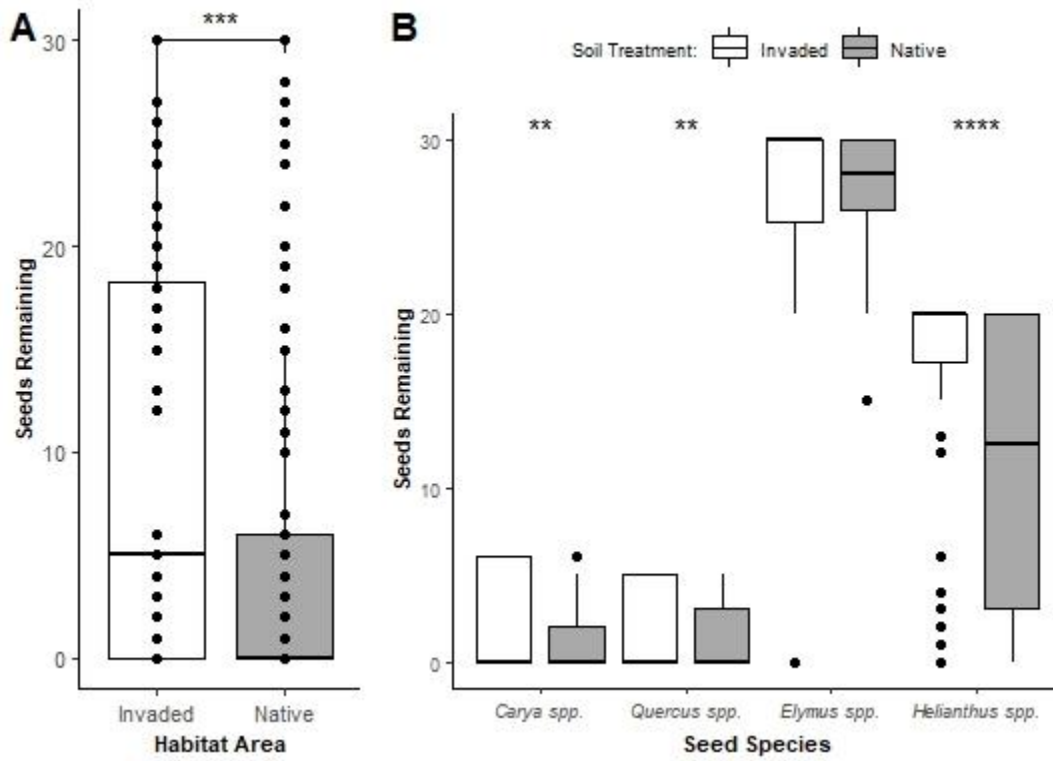 A
***
30
20
10
0
Seeds Remaining
Invaded Native
Habitat Area
B
Soil Treatment: Invaded Native
** ** ****
30
20
10
0
Seeds Remaining
Carya spp. Quercus spp. Elymus spp. Helianthus spp.
Seed Species